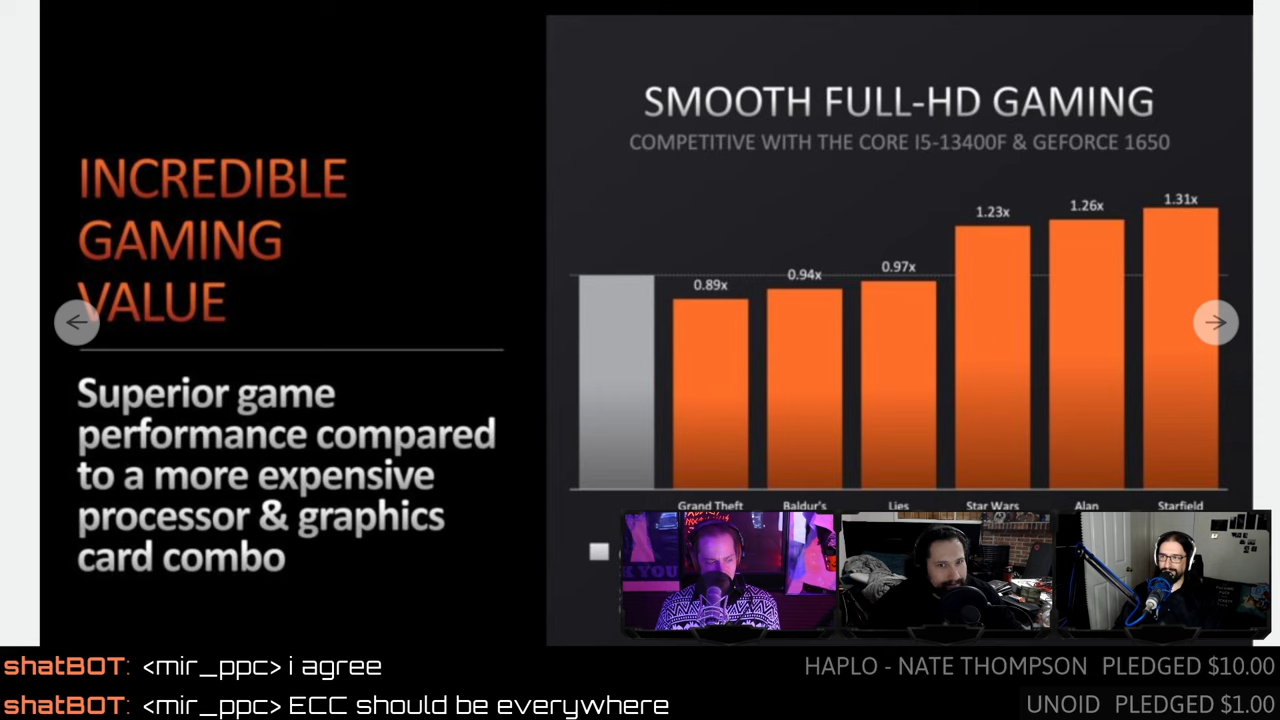 INCREDIBLE
GAMING
VALUE
Superior game
performance compared
to a more expensive
processor & graphics
card combo
SMOOTH FULL-HD GAMING
COMPETITIVE WITH THE CORE I5-13400F & GEFORCE 1650
0.89x
0.94x
0.97x
1.23x
1.26x
1.31x
Grand Theft
Baldur's
Lies
Star Wars
Alan
Starfield
K YOU
shatBOT: <mir_ppc> i agree
shatBOT: <mir_ppc> ECC should be everywhere
HAPLO - NATE THOMPSON PLEDGED $10.00
UNOID PLEDGED $1.00